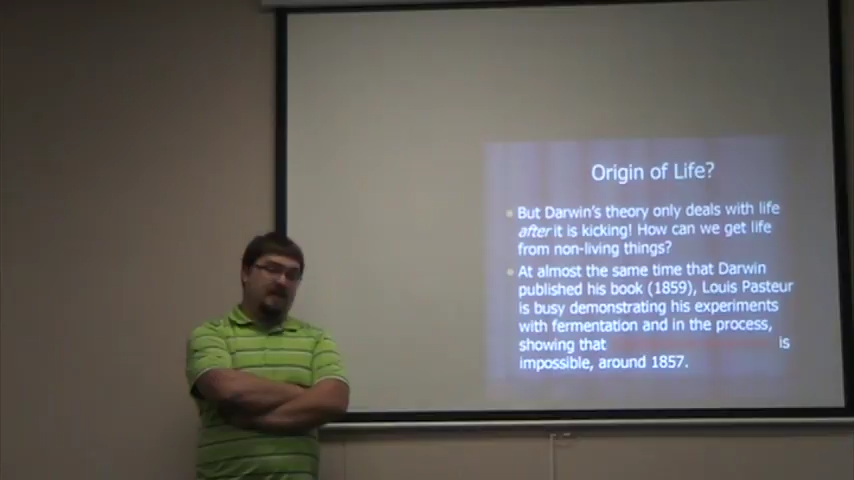 Origin of Life?
But Darwin's theory only deals with life
after it is kicking! How can we get life
from non-living things?
At almost the same time that Darwin
published his book (1859), Louis Pasteur
is busy demonstrating his experiments
with fermentation and in the process,
showing that is
impossible, around 1857.